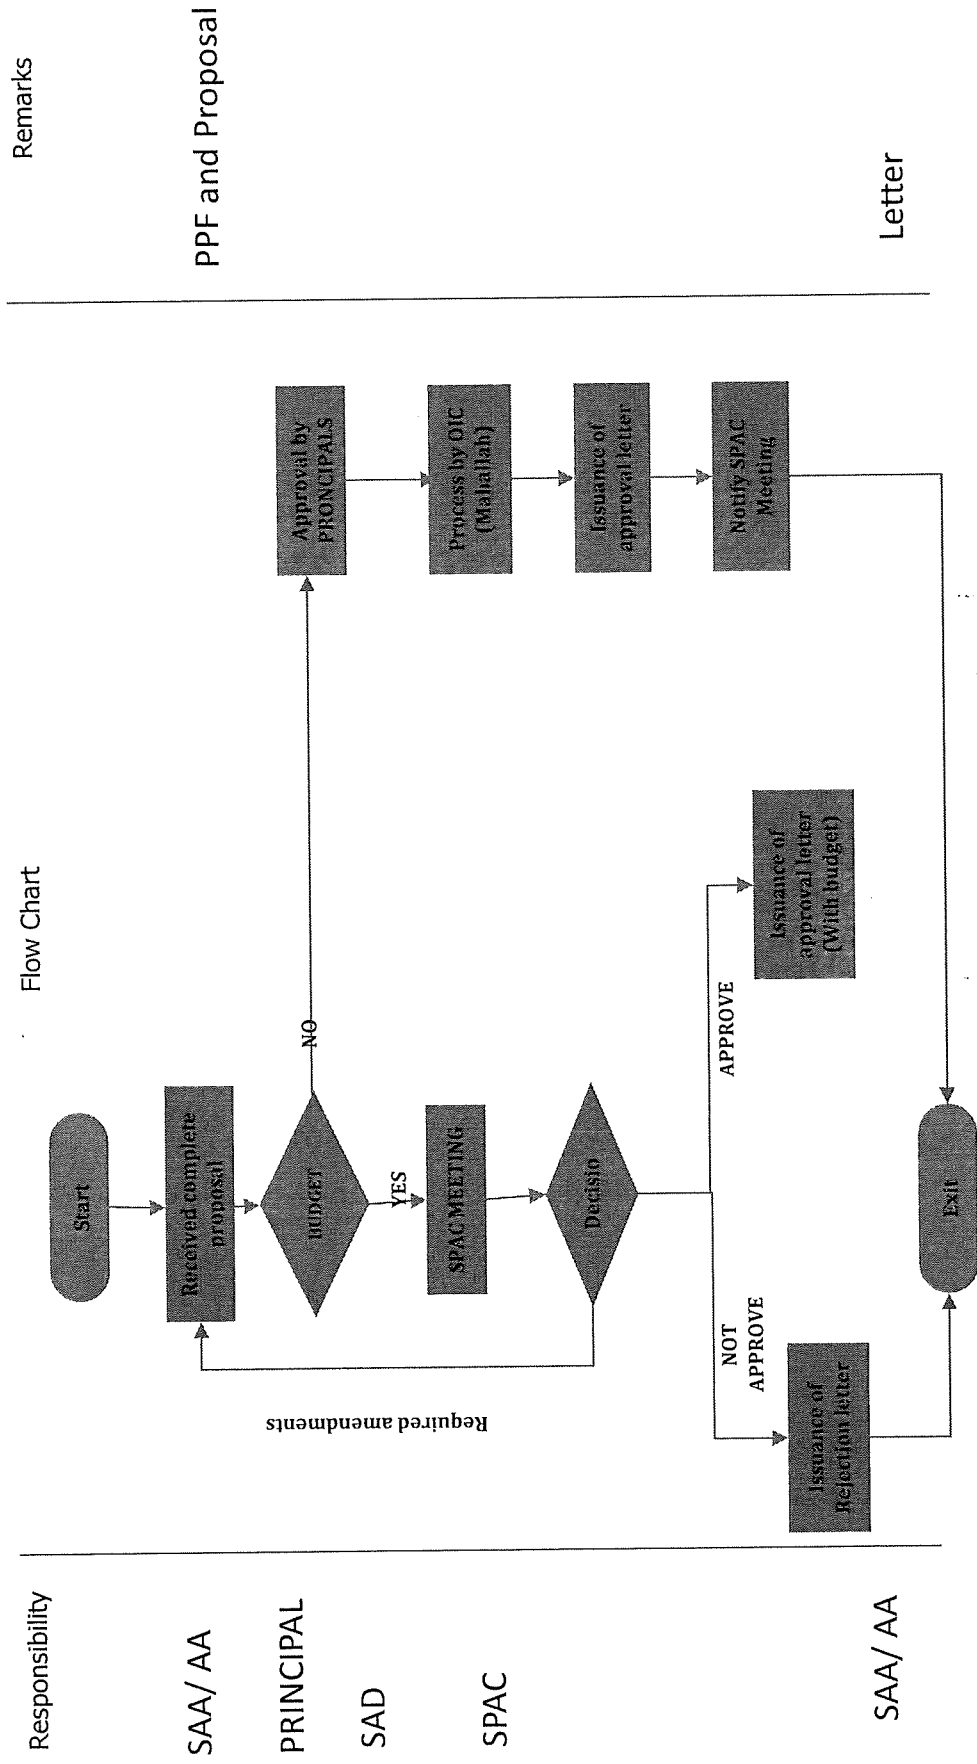 Responsibility
Flow Chart
Remarks
SAA/ AA
PRINCIPAL
SAD
SPAC
SAA/ AA
Start
Received complete
proposal
BUDGET
NO
YES
SPAC MEETING
Decisio
Required amendments
NOT
APPROVE
APPROVE
Issuance of
Rejection letter
Issuance of
approval letter
(With budget)
Approval by
PRONCIPALS
Process by OIC
(Mahallah)
Issuance of
approval letter
Notify SPAC
Meeting
Exit
PPF and Proposal
Letter